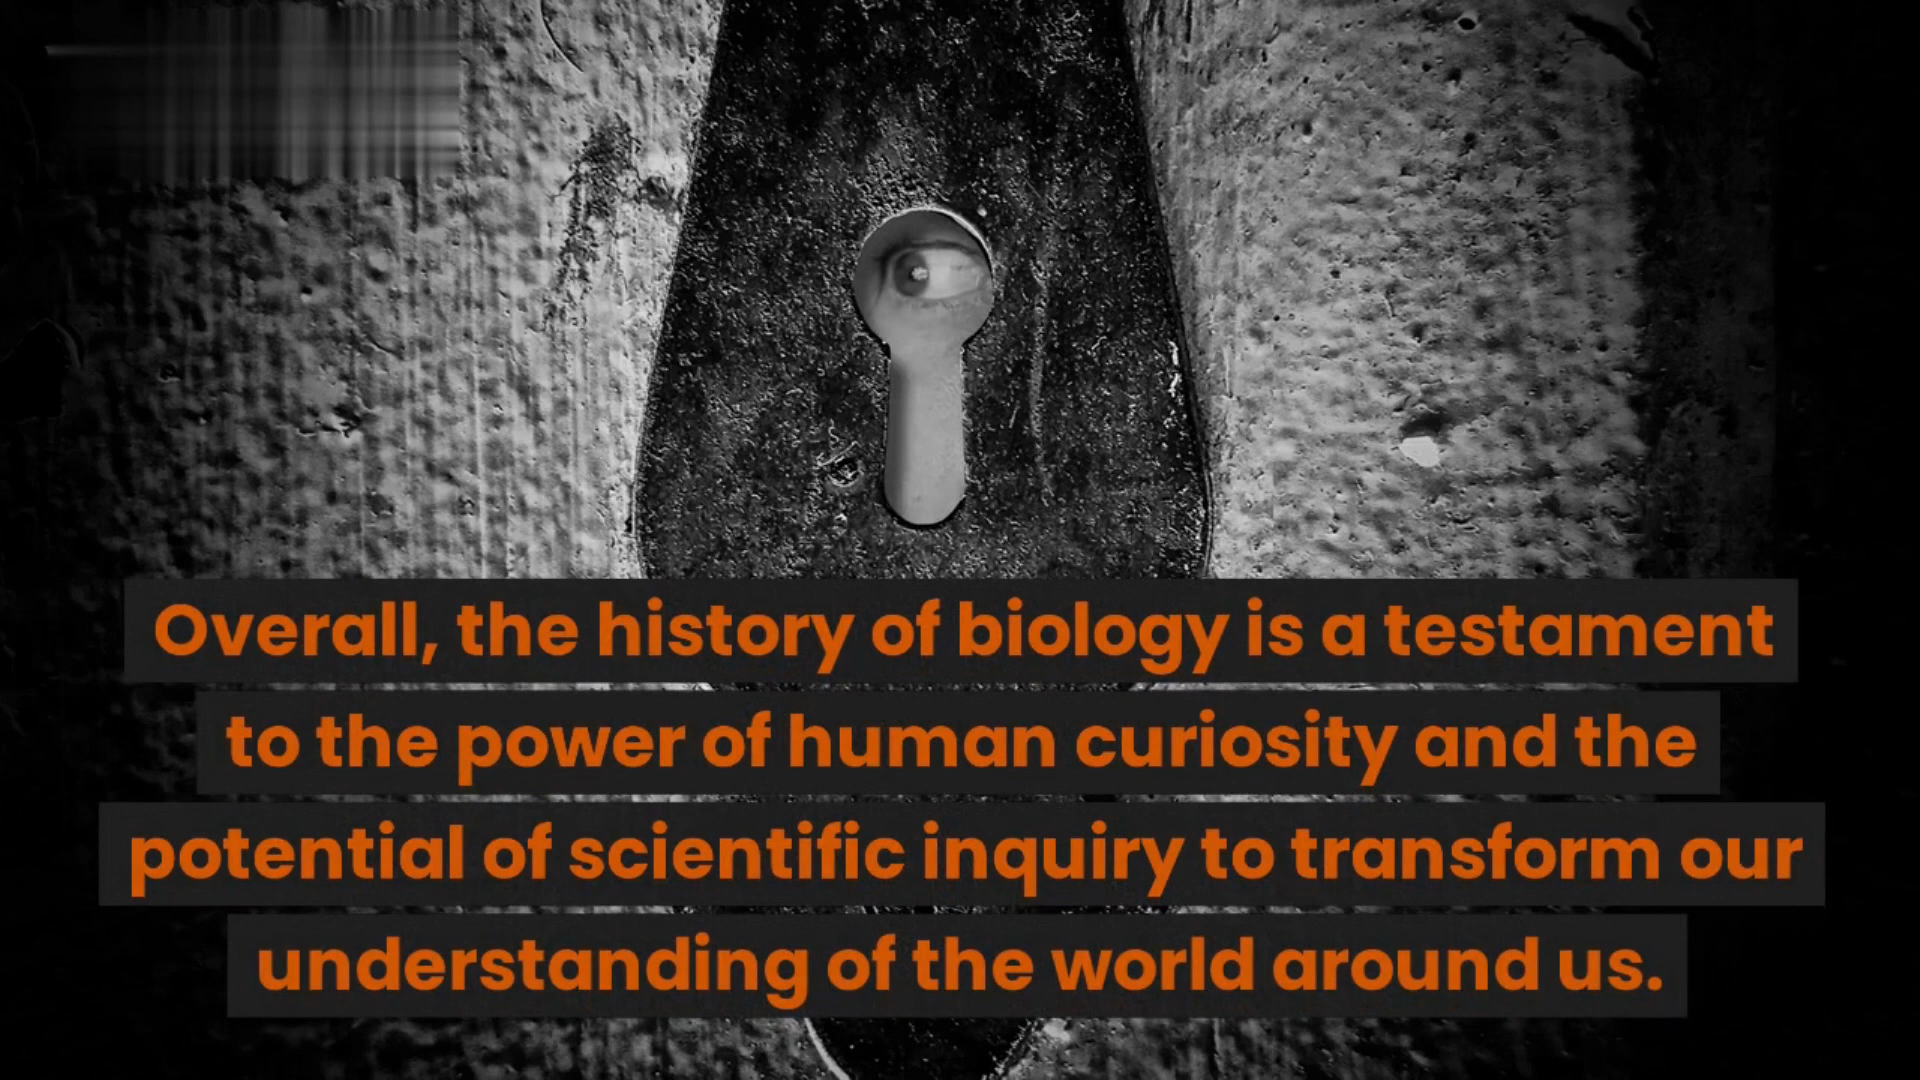 Overall, the history of biology is a testament
to the power of human curiosity and the
potential of scientific inquiry to transform our
understanding of the world around us.